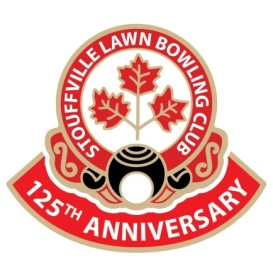 STOUFFVILLE LAWN BOWLING CLUB
125TH ANNIVERSARY